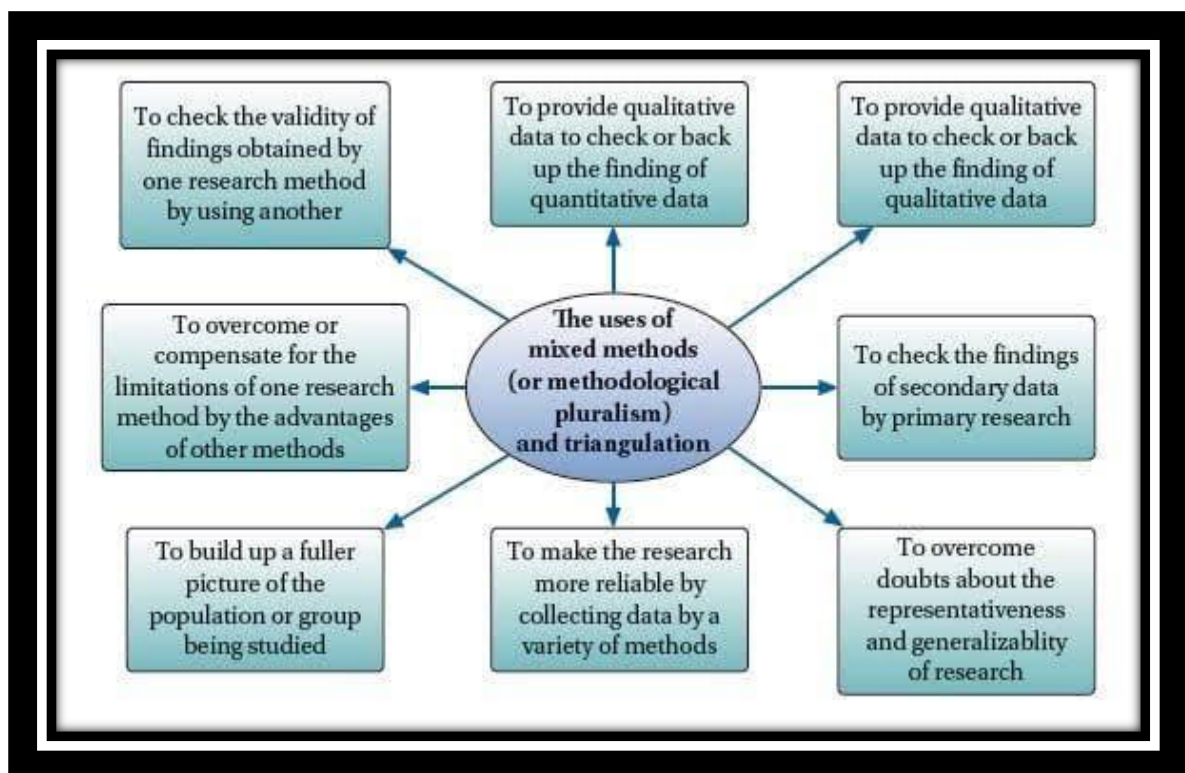 To check the validity of
findings obtained by
one research method
by using another
To provide qualitative
data to check or back
up the finding of
quantitative data
To provide qualitative
data to check or back
up the finding of
qualitative data
To overcome or
compensate for the
limitations of one research
method by the advantages
of other methods
The uses of
mixed methods
(or methodological
pluralism)
and triangulation
To check the findings
of secondary data
by primary research
To build up a fuller
picture of the
population or group
being studied
To make the research
more reliable by
collecting data by a
variety of methods
To overcome
doubts about the
representativeness
and generalizablity
of research